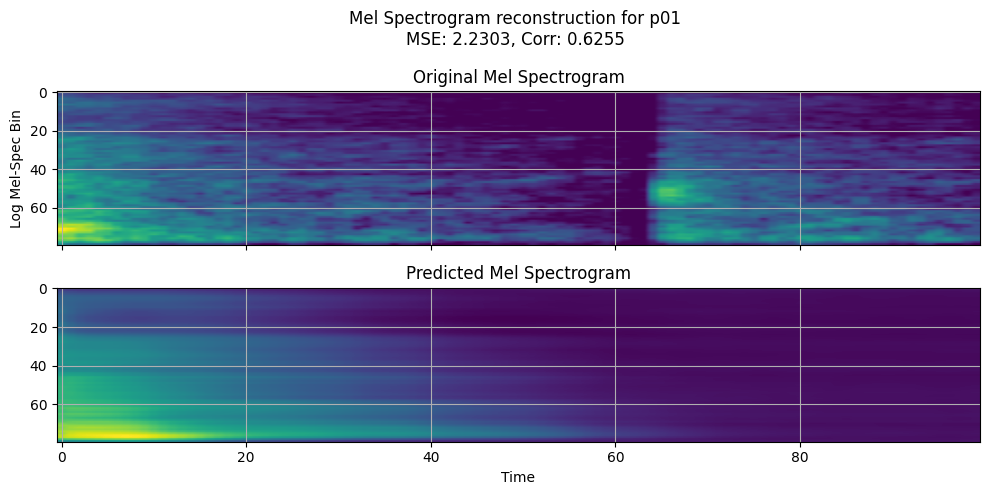 Mel Spectrogram reconstruction for p01
MSE: 2.2303, Corr: 0.6255
Original Mel Spectrogram
Log Mel-Spec Bin
0
20
40
60
Predicted Mel Spectrogram
0
20
40
60
0 20 40 60 80
Time